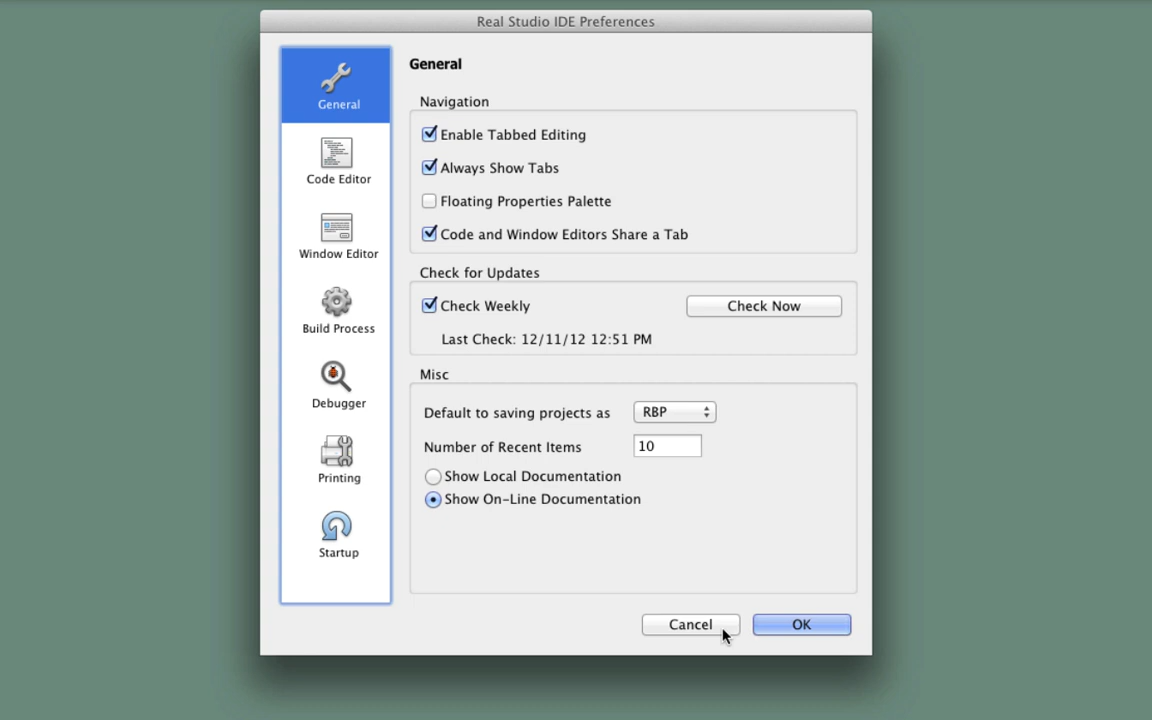 Real Studio IDE Preferences
General
Code Editor
Window Editor
Build Process
Debugger
Printing
Startup
General
Navigation
Enable Tabbed Editing
Always Show Tabs
Floating Properties Palette
Code and Window Editors Share a Tab
Check for Updates
Check Weekly
Check Now
Last Check: 12/11/12 12:51 PM
Misc
Default to saving projects as
RBP
Number of Recent Items
10
Show Local Documentation
Show On-Line Documentation
Cancel
OK